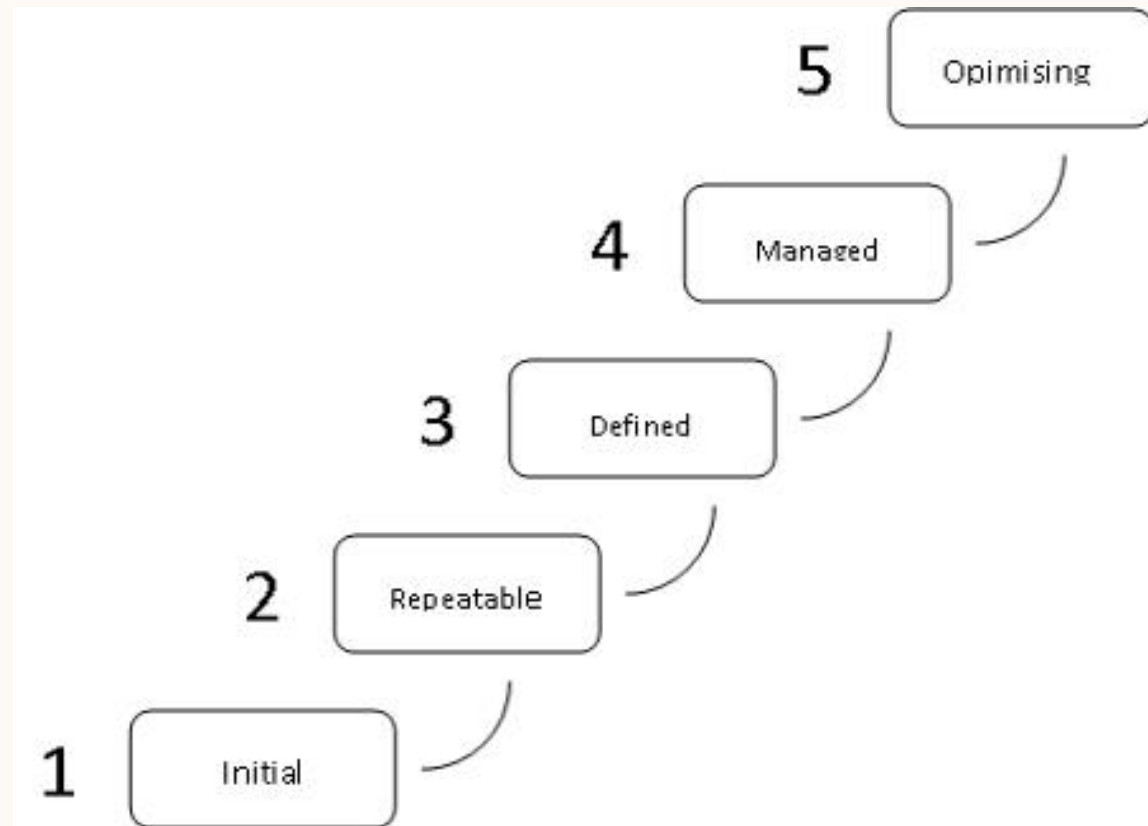 5 Opimising
4 Managed
3 Defined
2 Repeatable
1 Initial